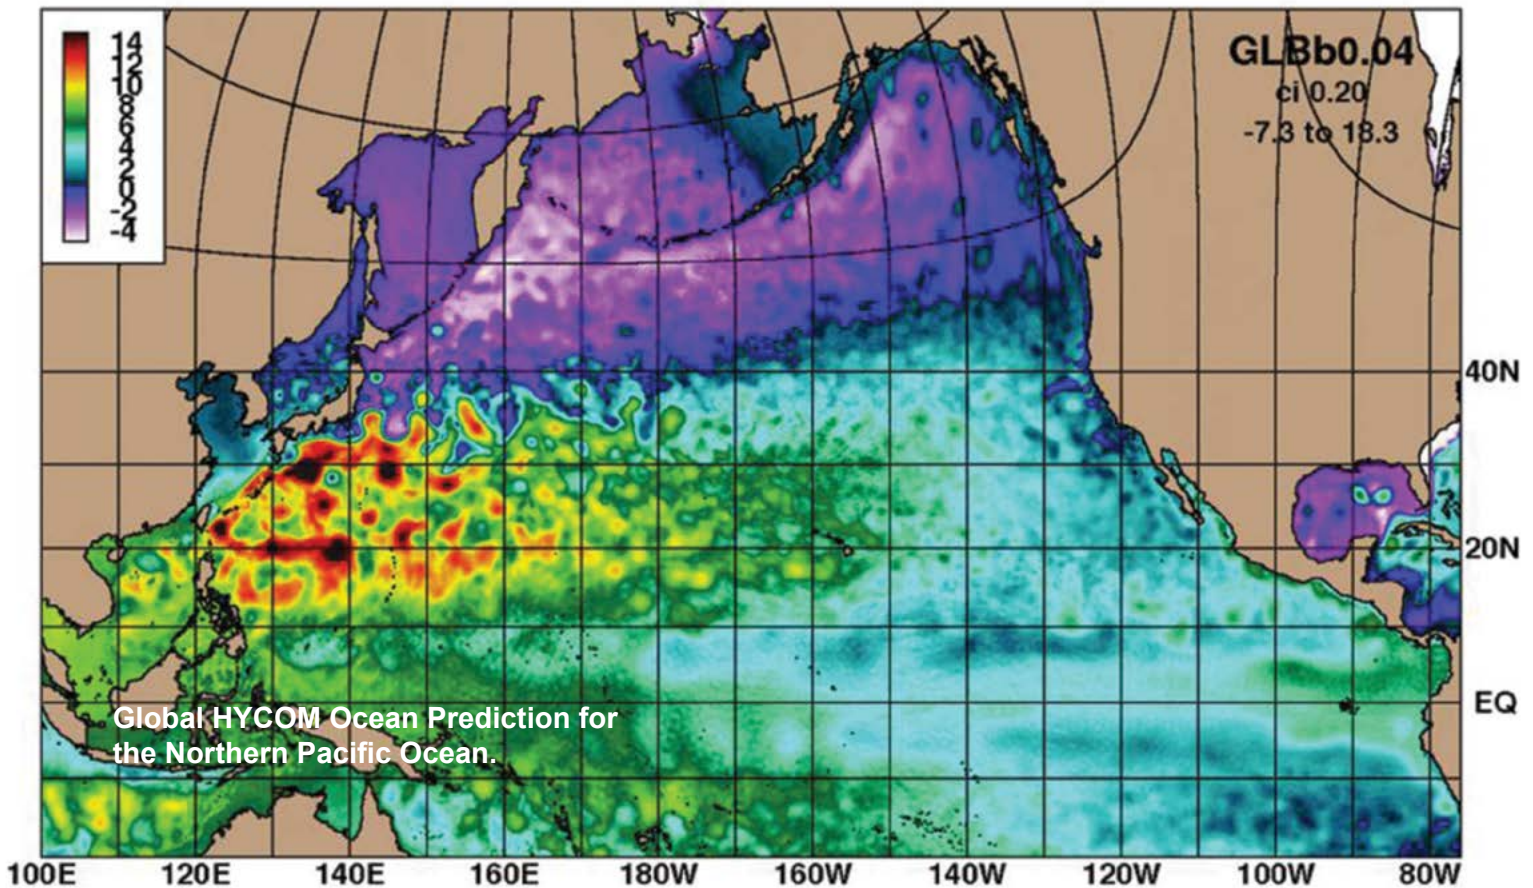 14
12
10
8
6
4
2
0
-2
-4
GLBb0.04
ci 0.20
-7.3 to 18.3
40N
20N
EQ
Global HYCOM Ocean Prediction for
the Northern Pacific Ocean.
100E 120E 140E 160E 180W 160W 140W 120W 100W 80W